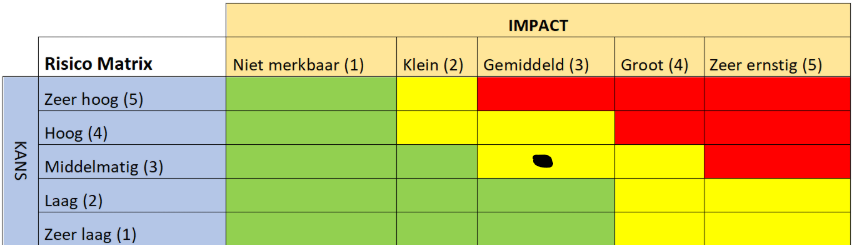 IMPACT
Risico Matrix Niet merkbaar (1) Klein (2) Gemiddeld (3) Groot (4) Zeer ernstig (5)
KANS
Zeer hoog (5)
Hoog (4)
Middelmatig (3)
Laag (2)
Zeer laag (1)